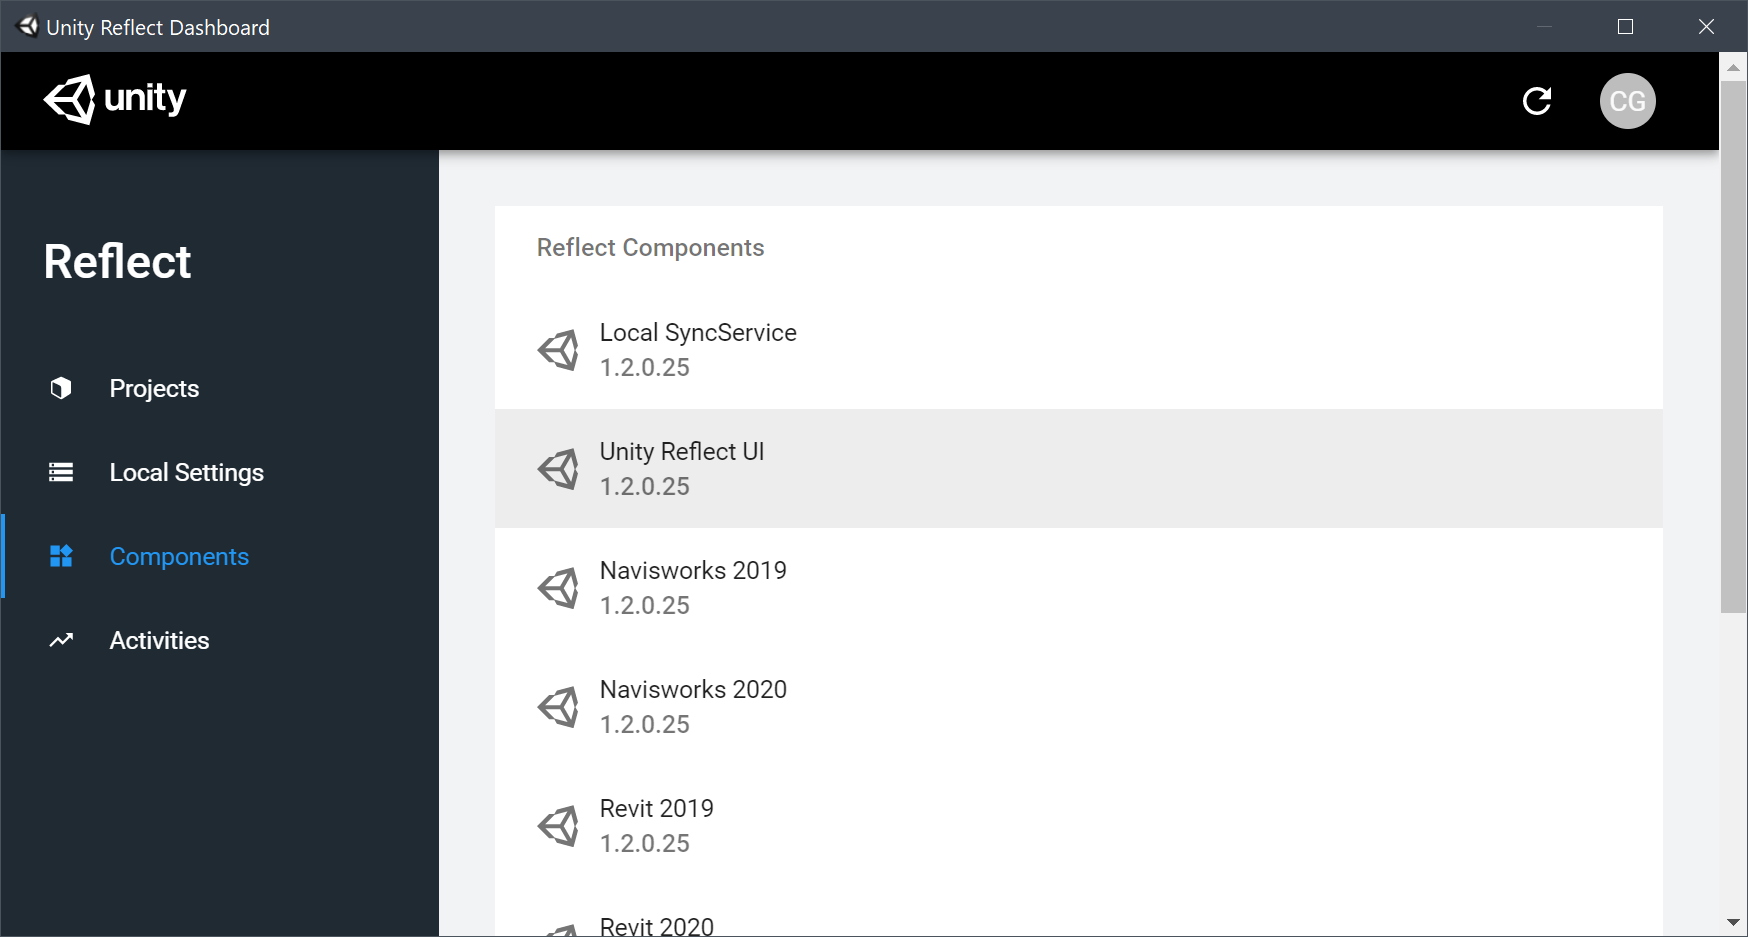 Unity Reflect Dashboard
unity
CG
Reflect
Projects
Local Settings
Components
Activities
Reflect Components
Local SyncService
1.2.0.25
Unity Reflect UI
1.2.0.25
Navisworks 2019
1.2.0.25
Navisworks 2020
1.2.0.25
Revit 2019
1.2.0.25
Revit 2020